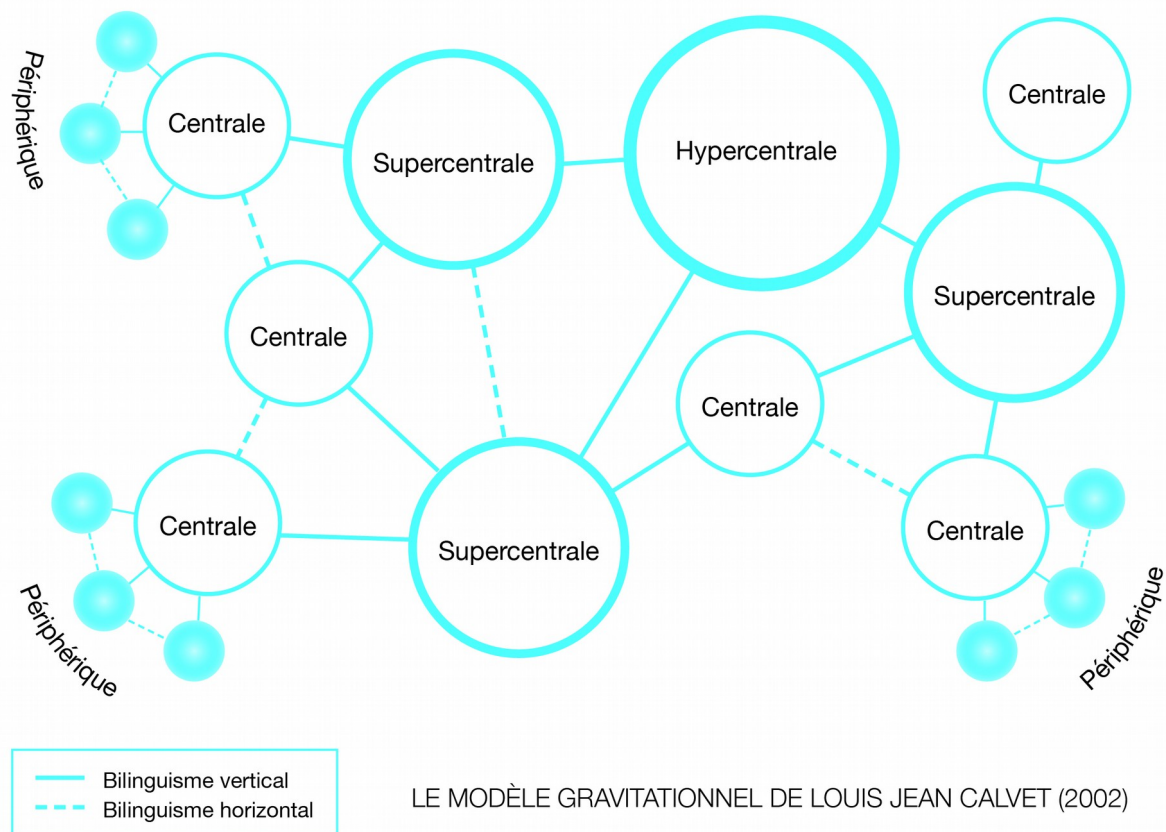 Périphérique
Centrale
Supercentrale
Hypercentrale
Centrale
Centrale
Supercentrale
Centrale
Centrale
Supercentrale
Centrale
Périphérique
Périphérique
Bilinguisme vertical
Bilinguisme horizontal
LE MODÈLE GRAVITATIONNEL DE LOUIS JEAN CALVET (2002)